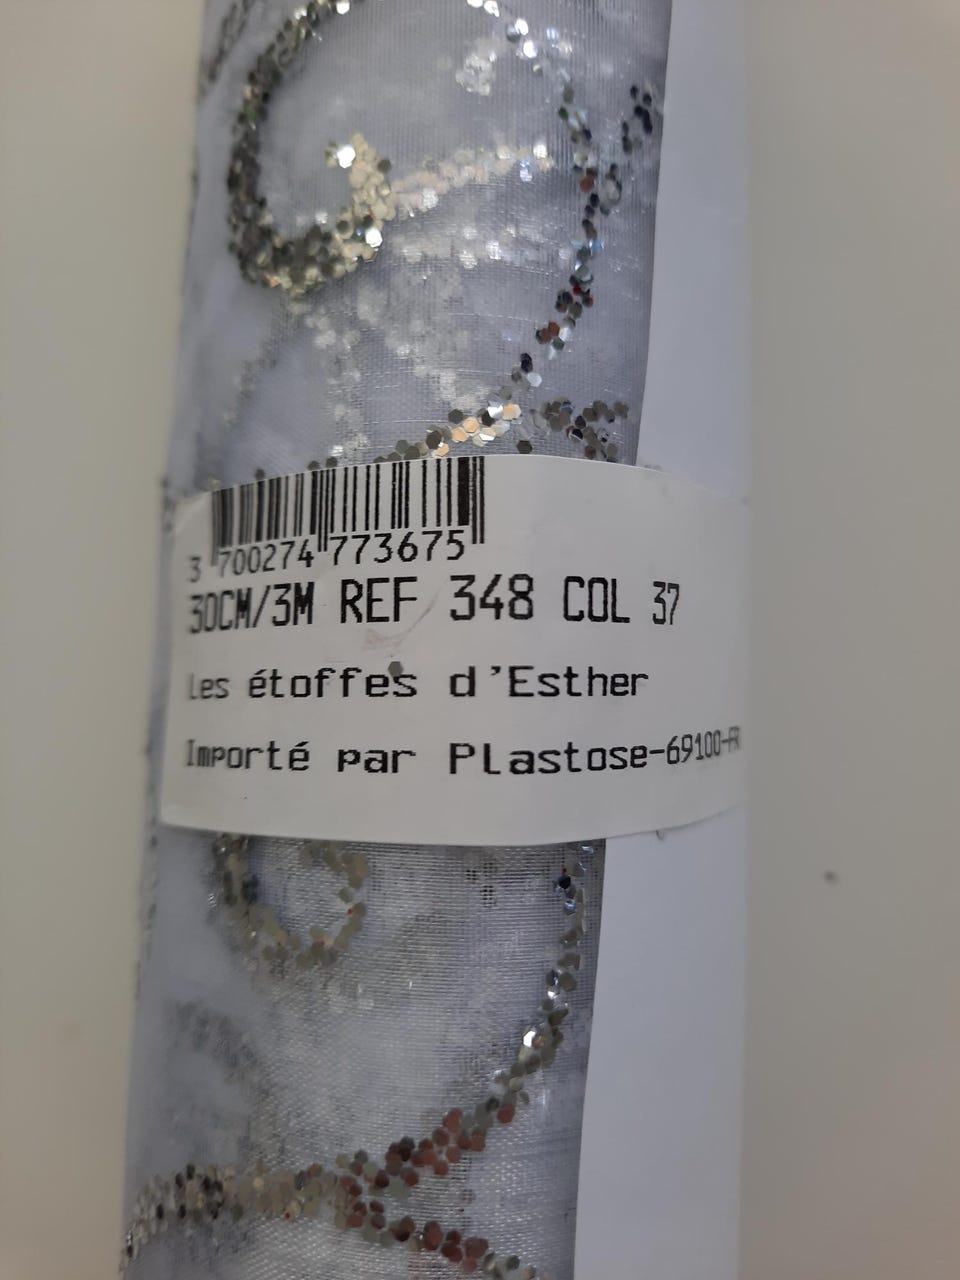 3 700274 773675
30CM/3M REF 348 COL 37
Les étoffes d'Esther
Importé par Plastose-69100-FR